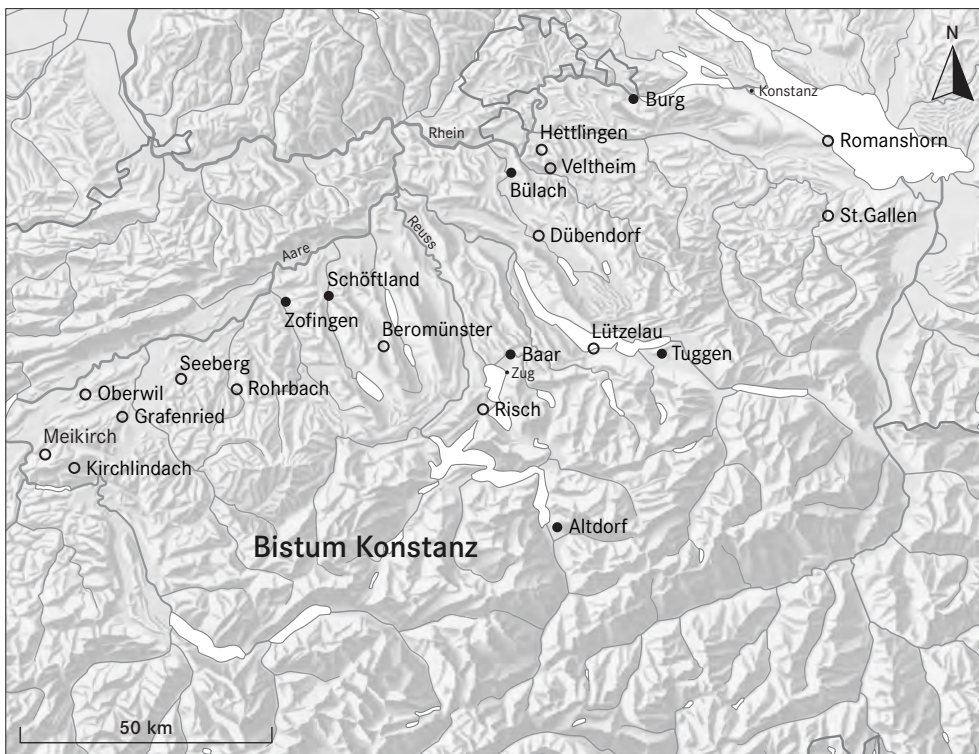 N
Konstanz
Burg
Rhein
Hettlingen
Romanshorn
Veltheim
Bülach
St.Gallen
Dübendorf
Reuss
Aare
Schöftland
Zofingen
Beromünster
Lützelau
Baar
Tuggen
Zug
Seeberg
Oberwil
Rohrbach
Risch
Grafenried
Meikirch
Kirchlindach
Altdorf
Bistum Konstanz
50 km